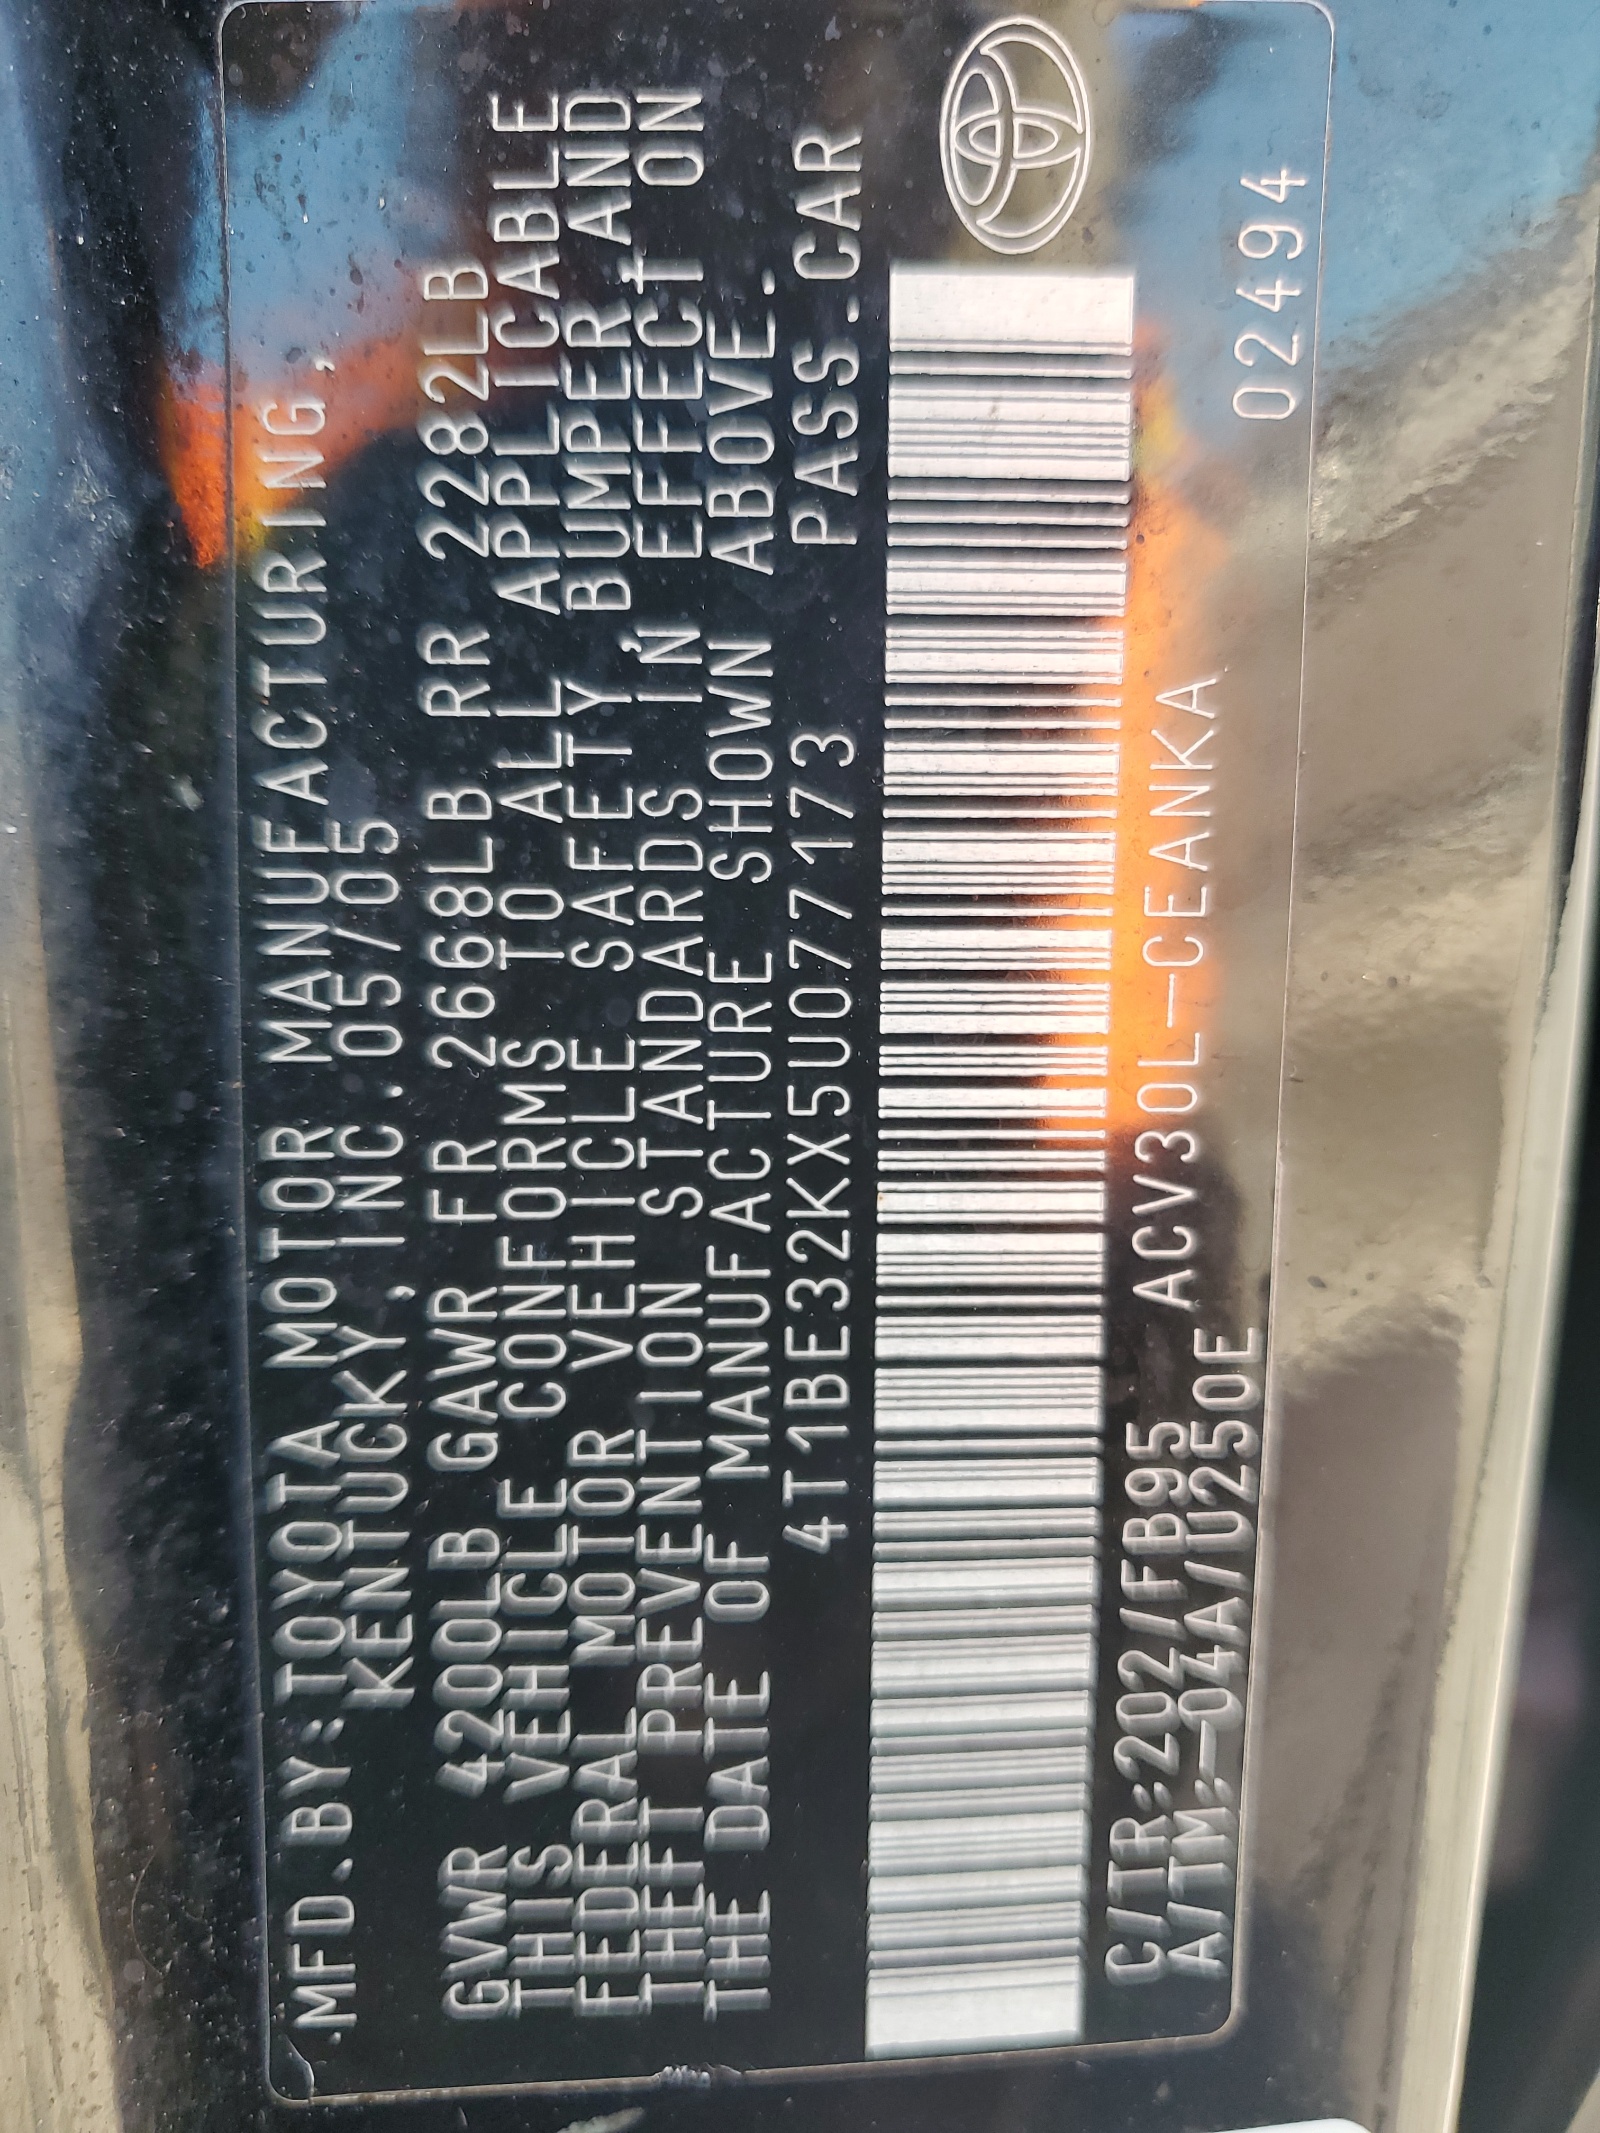 MFD.BY:TOYOTA MOTOR MANUFACTURING,
KENTUCKY, INC. 05/05
GVWR 4200LB GAWR FR 2668LB RR 2282LB
THIS VEHICLE CONFORMS TO ALL APPLICABLE
FEDERAL MOTOR VEHICLE SAFETY BUMPER AND
THEFT PREVENTION STANDARDS IN EFFECT ON
THE DATE OF MANUFACTURE SHOWN ABOVE.
4T1BE32KX5U077173 PASS.CAR
C/TR:202/FB95 ACV30L-CEANKA
A/TM:-04A/U250E 02494